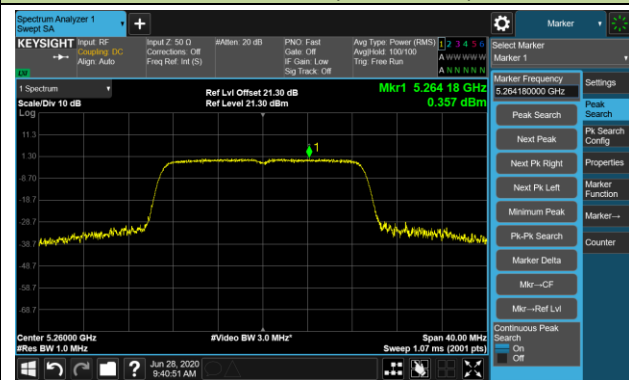 Spectrum Analyzer 1
Swept SA
Marker
KEYSIGHT
Input: RF
Coupling: DC
Align: Auto
Input Z: 50 Ω
Corrections: Off
Freq Ref: Int (S)
#Atten: 20 dB
PNO: Fast
Gate: Off
IF Gain: Low
Sig Track: Off
Avg Type: Power (RMS)
Avg|Hold: 100/100
Trig: Free Run
1 2 3 4 5 6
A W W W W W
A N N N N N
LW
Select Marker
Marker 1
1 Spectrum
Scale/Div 10 dB
Log
Ref Lvl Offset 21.30 dB
Ref Level 21.30 dBm
Mkr1 5.264 18 GHz
0.357 dBm
11.3
1.30
-8.70
-18.7
-28.7
-38.7
-48.7
-58.7
-68.7
1
Center 5.26000 GHz
#Res BW 1.0 MHz
#Video BW 3.0 MHz*
Span 40.00 MHz
Sweep 1.07 ms (2001 pts)
Marker Frequency
5.264180000 GHz
Peak Search
Next Peak
Next Pk Right
Next Pk Left
Minimum Peak
Pk-Pk Search
Marker Delta
Mkr→CF
Mkr→Ref Lvl
Continuous Peak
Search
On
Off
Settings
Peak
Search
Pk Search
Config
Properties
Marker
Function
Marker→
Counter
Jun 28, 2020
9:40:51 AM